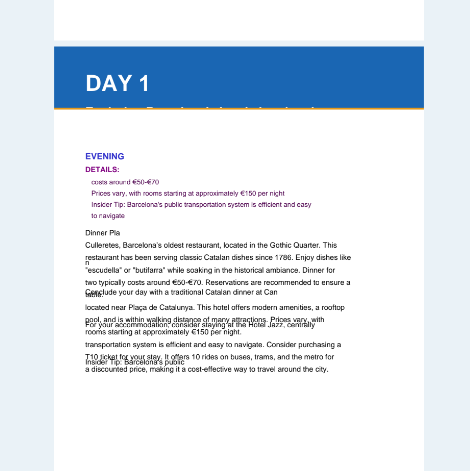 DAY 1
EVENING
DETAILS:
costs around €50-€70
Prices vary, with rooms starting at approximately €150 per night
Insicer Tip: Barcelona's public transportation system is efficient and easy
to navigate
Dinner Pla
Culleretes, Barcelona's oldest restaurant, located in the Gothic Quarter. This
restaurant has been serving classic Catalan dishes since 1786. Enjoy dishes like
n
"escudella" or "butifarra" while soaking in the historical ambiance. Dinner for
two typically costs around €50-€70. Reservations are recommended to ensure a
Conclude your day with a traditional Catalan dinner at Can
table.
located near Plaça de Catalunya. This hotel offers modern amenities, a rooftop
pool, and is within walking distance of many attractions. Prices vary, with
For your accommodation, consider staying at the Hotel Jazz, centrally
rooms starting at approximately €150 per night.
transportation system is efficient and easy to navigate. Consider purchasing a
T10 ticket for your stay. It offers 10 rides on buses, trams, and the metro for
Insider Tip: Barcelona's public
a discounted price, making it a cost-effective way to travel around the city.